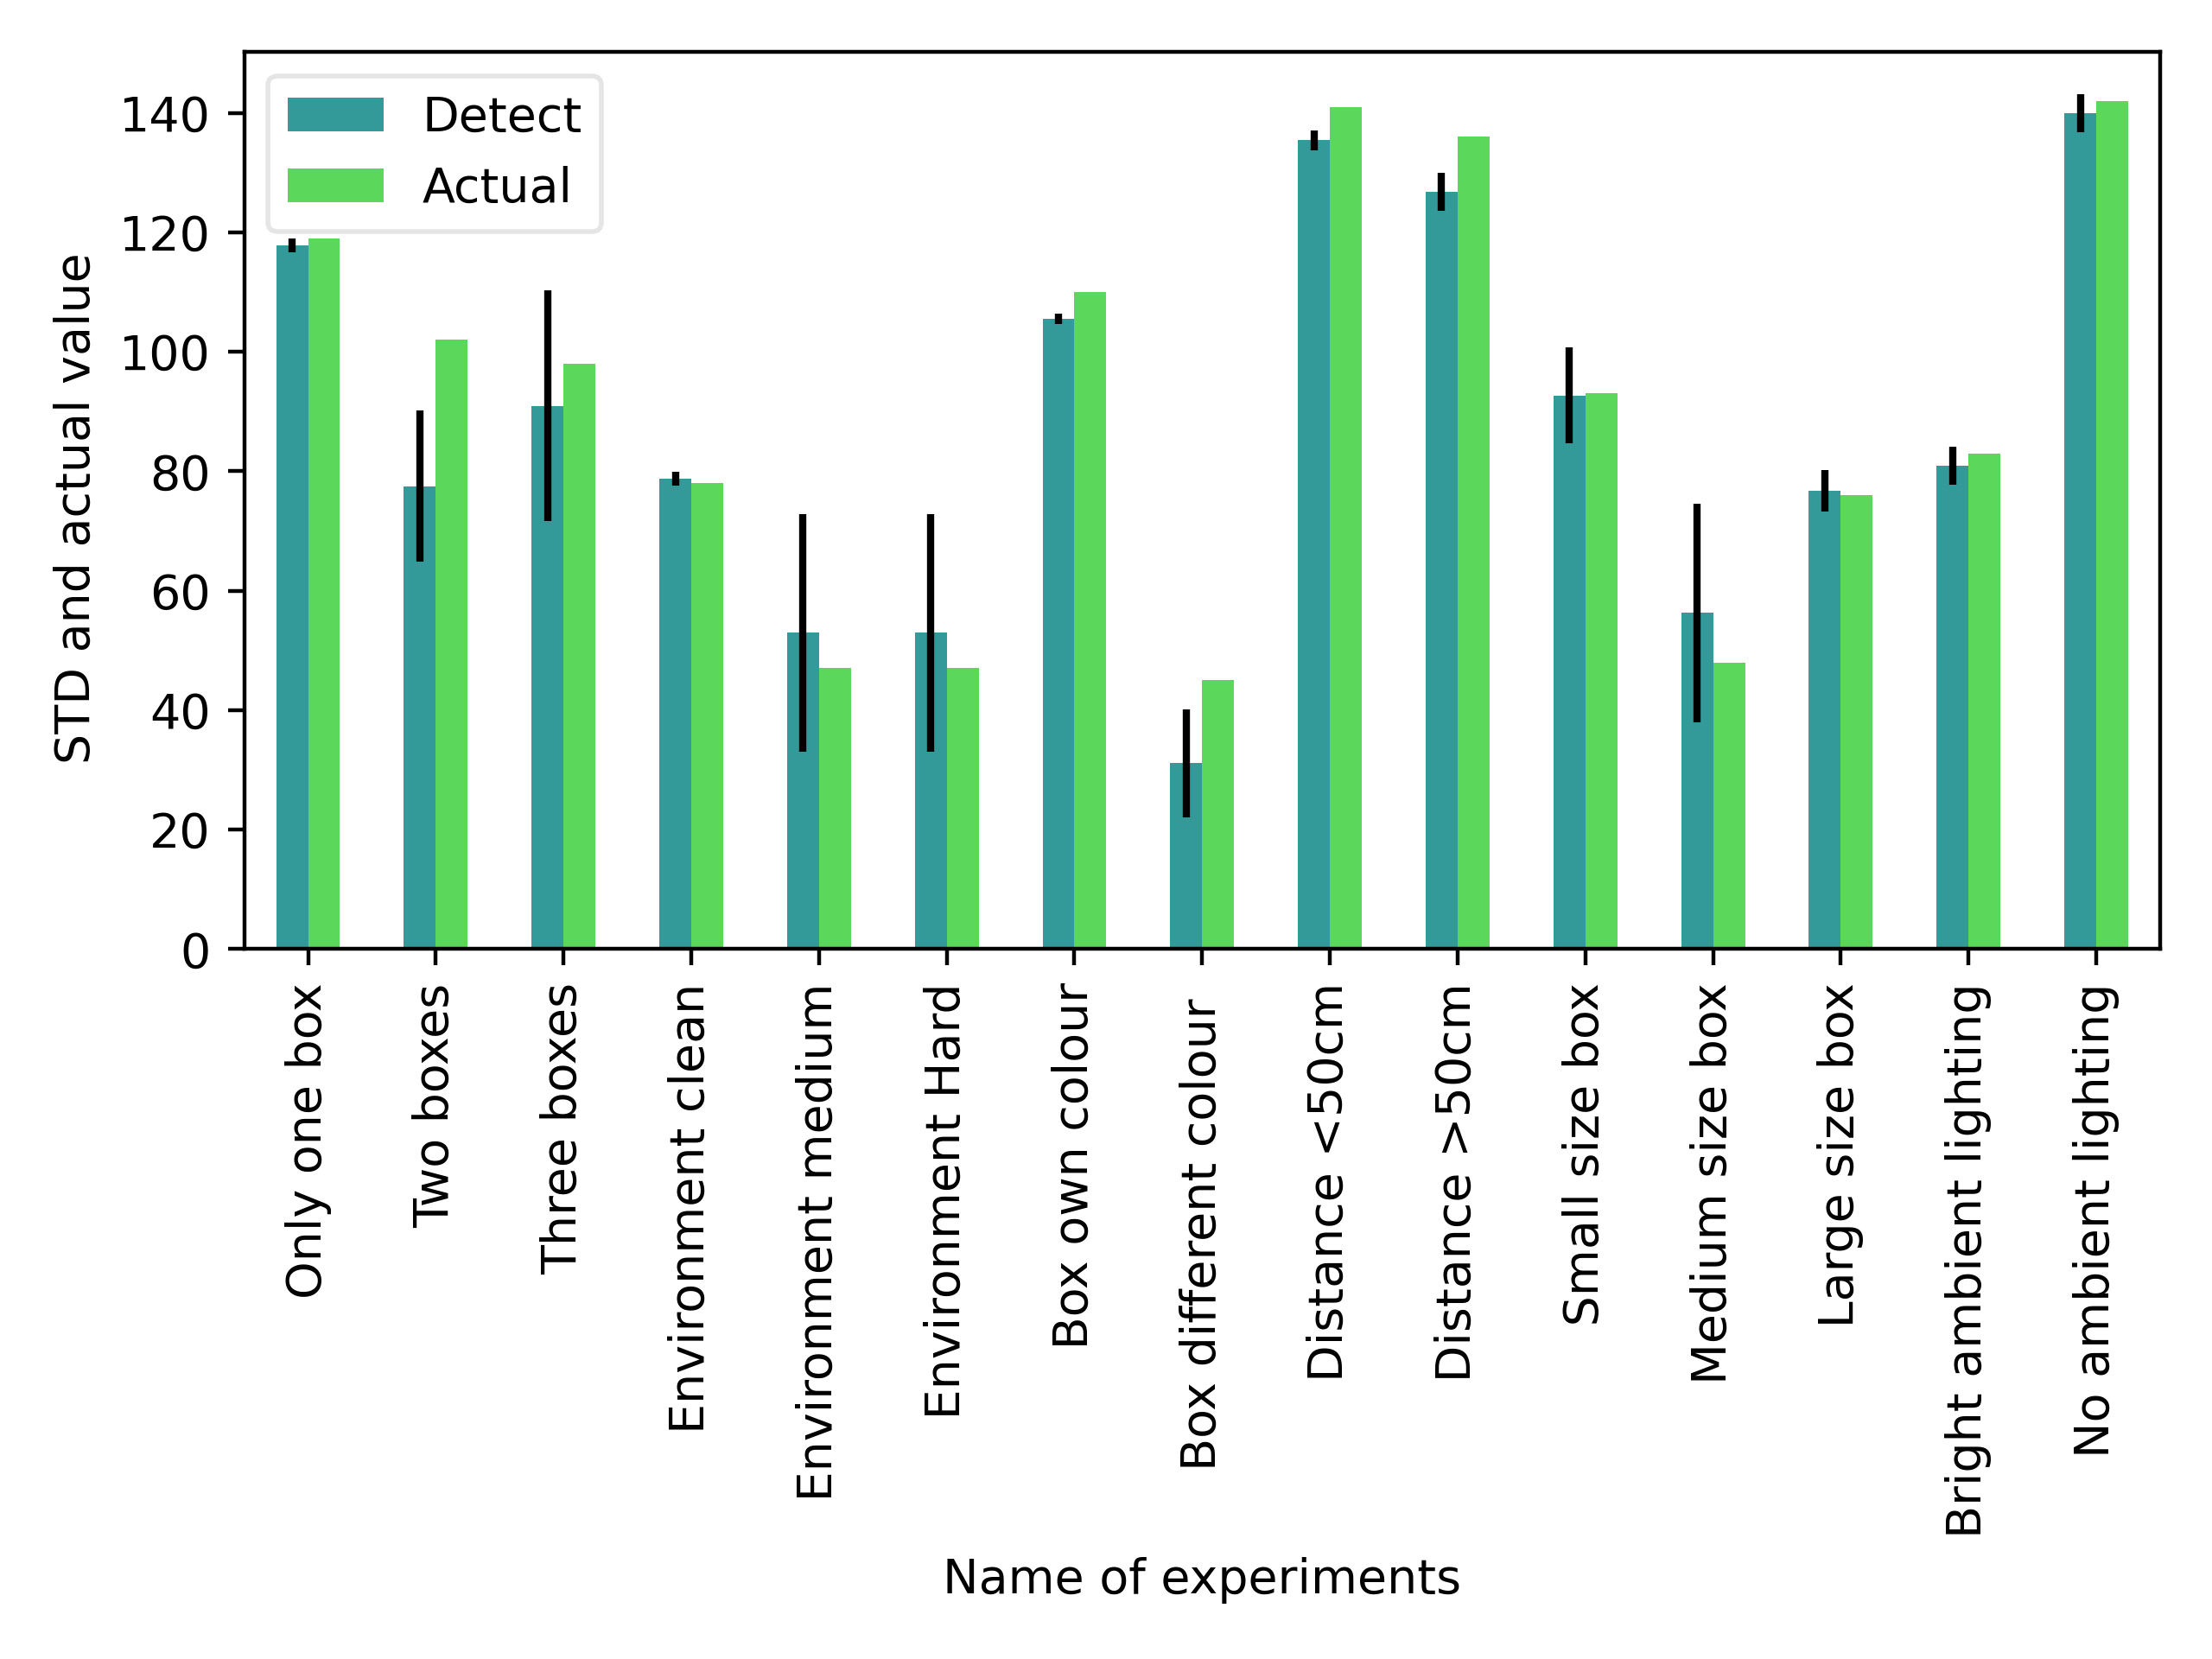 Detect
Actual
STD and actual value
140
120
100
80
60
40
20
0
Only one box
Two boxes
Three boxes
Environment clean
Environment medium
Environment Hard
Box own colour
Box different colour
Distance <50cm
Distance >50cm
Small size box
Medium size box
Large size box
Bright ambient lighting
No ambient lighting
Name of experiments